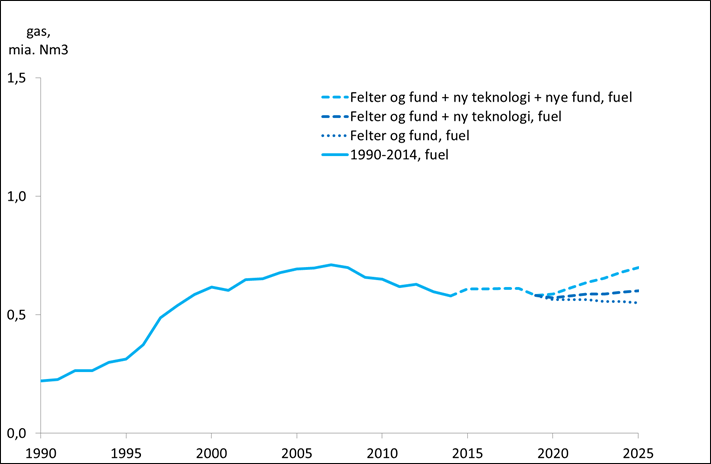 gas,
mia. Nm3
1,5
Felter og fund + ny teknologi + nye fund, fuel
Felter og fund + ny teknologi, fuel
Felter og fund, fuel
1990-2014, fuel
1,0
0,5
0,0
1990 1995 2000 2005 2010 2015 2020 2025